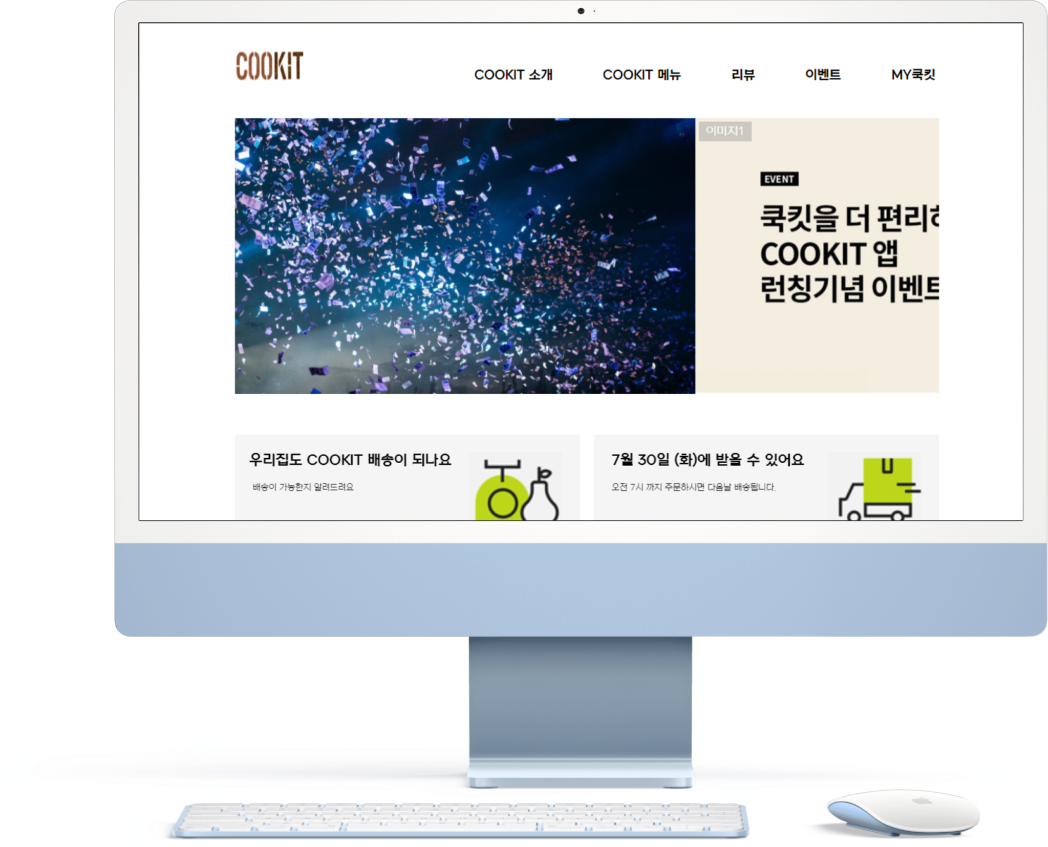 COOKIT
COOKIT 소개
COOKIT 메뉴
리뷰
이벤트
MY쿡킷
이미지1
EVENT
쿡킷을 더 편리하
COOKIT 앱
런칭기념 이벤트
우리집도 COOKIT 배송이 되나요
배송이 가능한지 알려드려요
7월 30일 (화)에 받을 수 있어요
오전 7시 까지 주문하시면 다음날 배송됩니다.